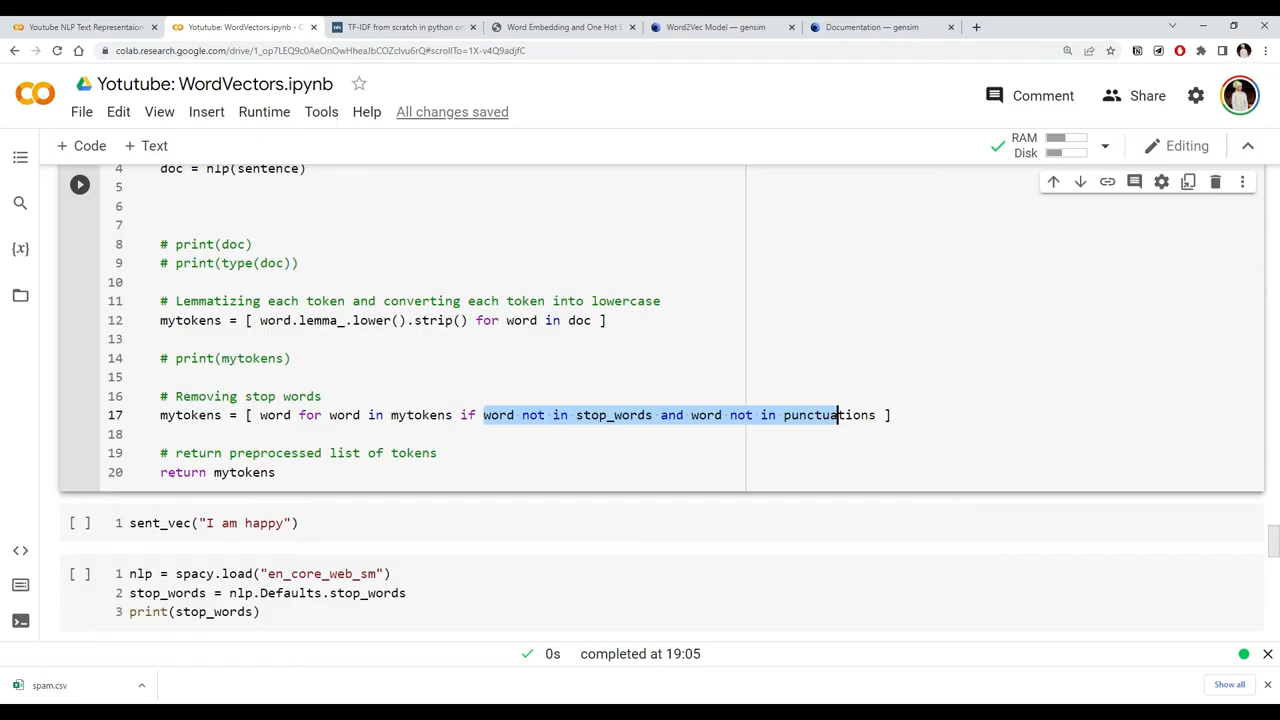 Youtube NLP Text Representaion
Yotutube: WordVectors.ipynb - C
TF-IDF from scratch in python on
Word Embedding and One Hot E
Word2Vec Model — gensim
Documentation — gensim
colab.research.google.com/drive/1_op7LEQ9c0AeOnOwHheaJbCOZcIvu6rQ#scrollTo=1X-v4Q9adjfC
Yotutube: WordVectors.ipynb
Comment
Share
File Edit View Insert Runtime Tools Help All changes saved
+ Code + Text
RAM
Disk
Editing
4 doc = nlp(sentence)
5
6
7
8 # print(doc)
9 # print(type(doc))
10
11 # Lemmatizing each token and converting each token into lowercase
12 mytokens = [ word.lemma_.lower().strip() for word in doc ]
13
14 # print(mytokens)
15
16 # Removing stop words
17 mytokens = [ word for word in mytokens if word not in stop_words and word not in punctuations ]
18
19 # return preprocessed list of tokens
20 return mytokens
[ ] 1 sent_vec("I am happy")
[ ] 1 nlp = spacy.load("en_core_web_sm")
2 stop_words = nlp.Defaults.stop_words
3 print(stop_words)
0s completed at 19:05
spam.csv
Show all